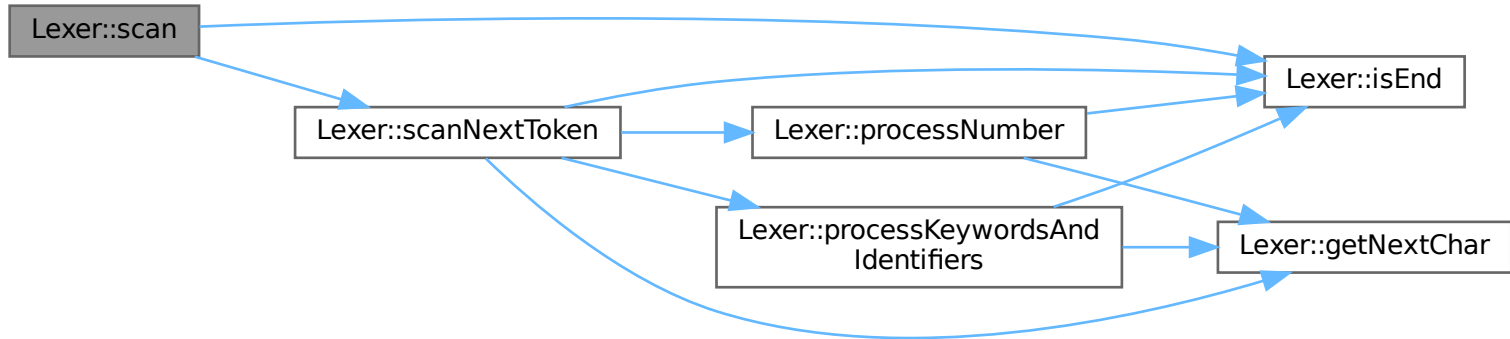 Lexer::scan
Lexer::isEnd
Lexer::scanNextToken
Lexer::processNumber
Lexer::processKeywordsAnd
Identifiers
Lexer::getNextChar